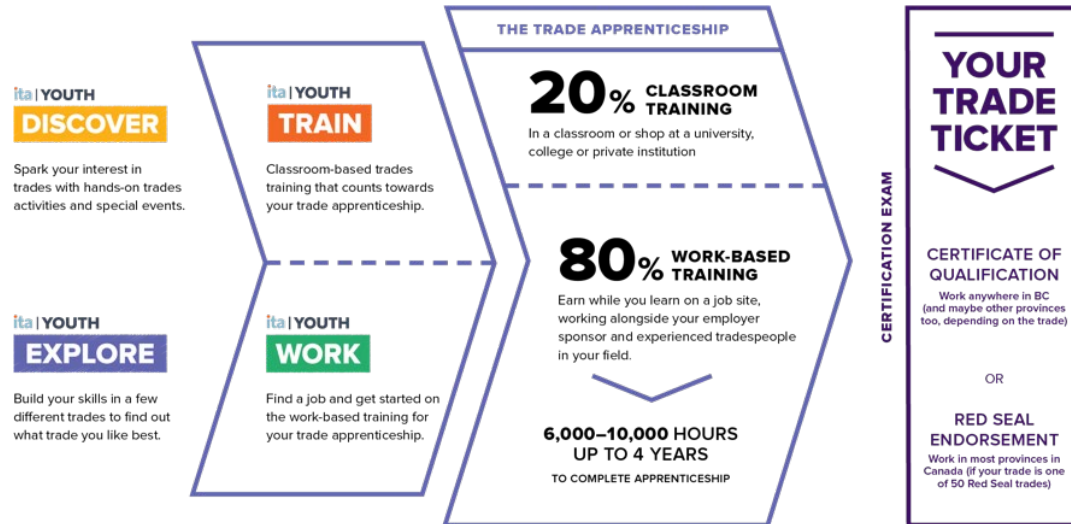 ita | YOUTH
DISCOVER
Spark your interest in
trades with hands-on trades
activities and special events.
ita | YOUTH
EXPLORE
Build your skills in a few
different trades to find out
what trade you like best.
ita | YOUTH
TRAIN
Classroom-based trades
training that counts towards
your trade apprenticeship.
ita | YOUTH
WORK
Find a job and get started on
the work-based training for
your trade apprenticeship.
THE TRADE APPRENTICESHIP
20% CLASSROOM
TRAINING
In a classroom or shop at a university,
college or private institution
80% WORK-BASED
TRAINING
Earn while you learn on a job site,
working alongside your employer
sponsor and experienced tradespeople
in your field.
6,000–10,000 HOURS
UP TO 4 YEARS
TO COMPLETE APPRENTICESHIP
CERTIFICATION EXAM
YOUR
TRADE
TICKET
CERTIFICATE OF
QUALIFICATION
Work anywhere in BC
(and maybe other provinces
too, depending on the trade)
OR
RED SEAL
ENDORSEMENT
Work in most provinces in
Canada (if your trade is one
of 50 Red Seal trades)